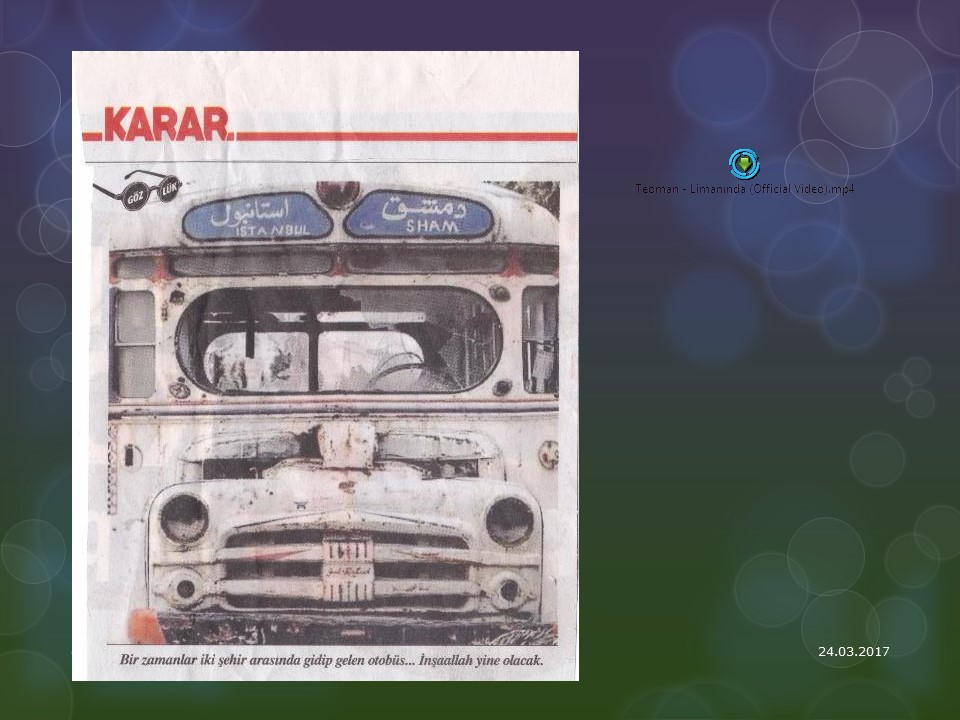 KARAR
GÖZ
LÜK
استانبول
ISTANBUL
دمشق
SHAM
Bir zamanlar iki şehir arasında gidip gelen otobüs... İnşaallah yine olacak.
Teoman - Limanında (Official Video).mp4
24.03.2017